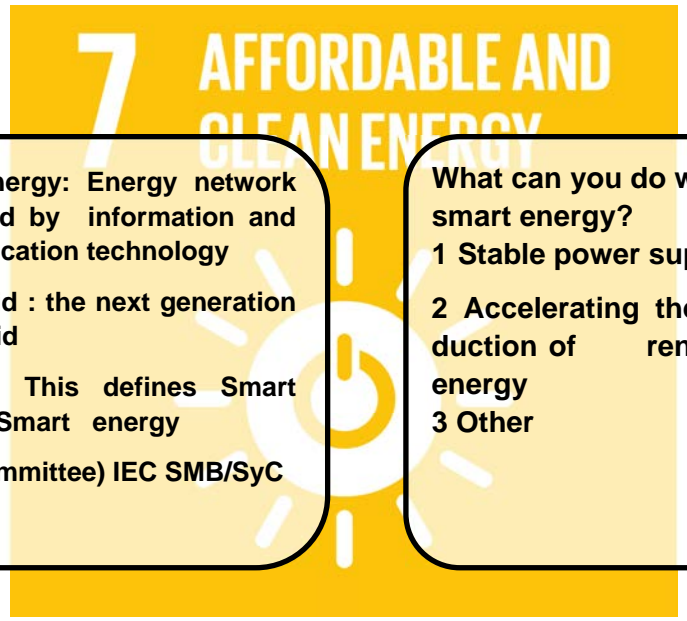 7 AFFORDABLE AND
CLEAN ENERGY
nergy: Energy network
d by information and
ication technology
d : the next generation
id
This defines Smart
Smart energy
mmittee) IEC SMB/SyC
What can you do w
smart energy?
1 Stable power sup
2 Accelerating the
duction of ren
energy
3 Other